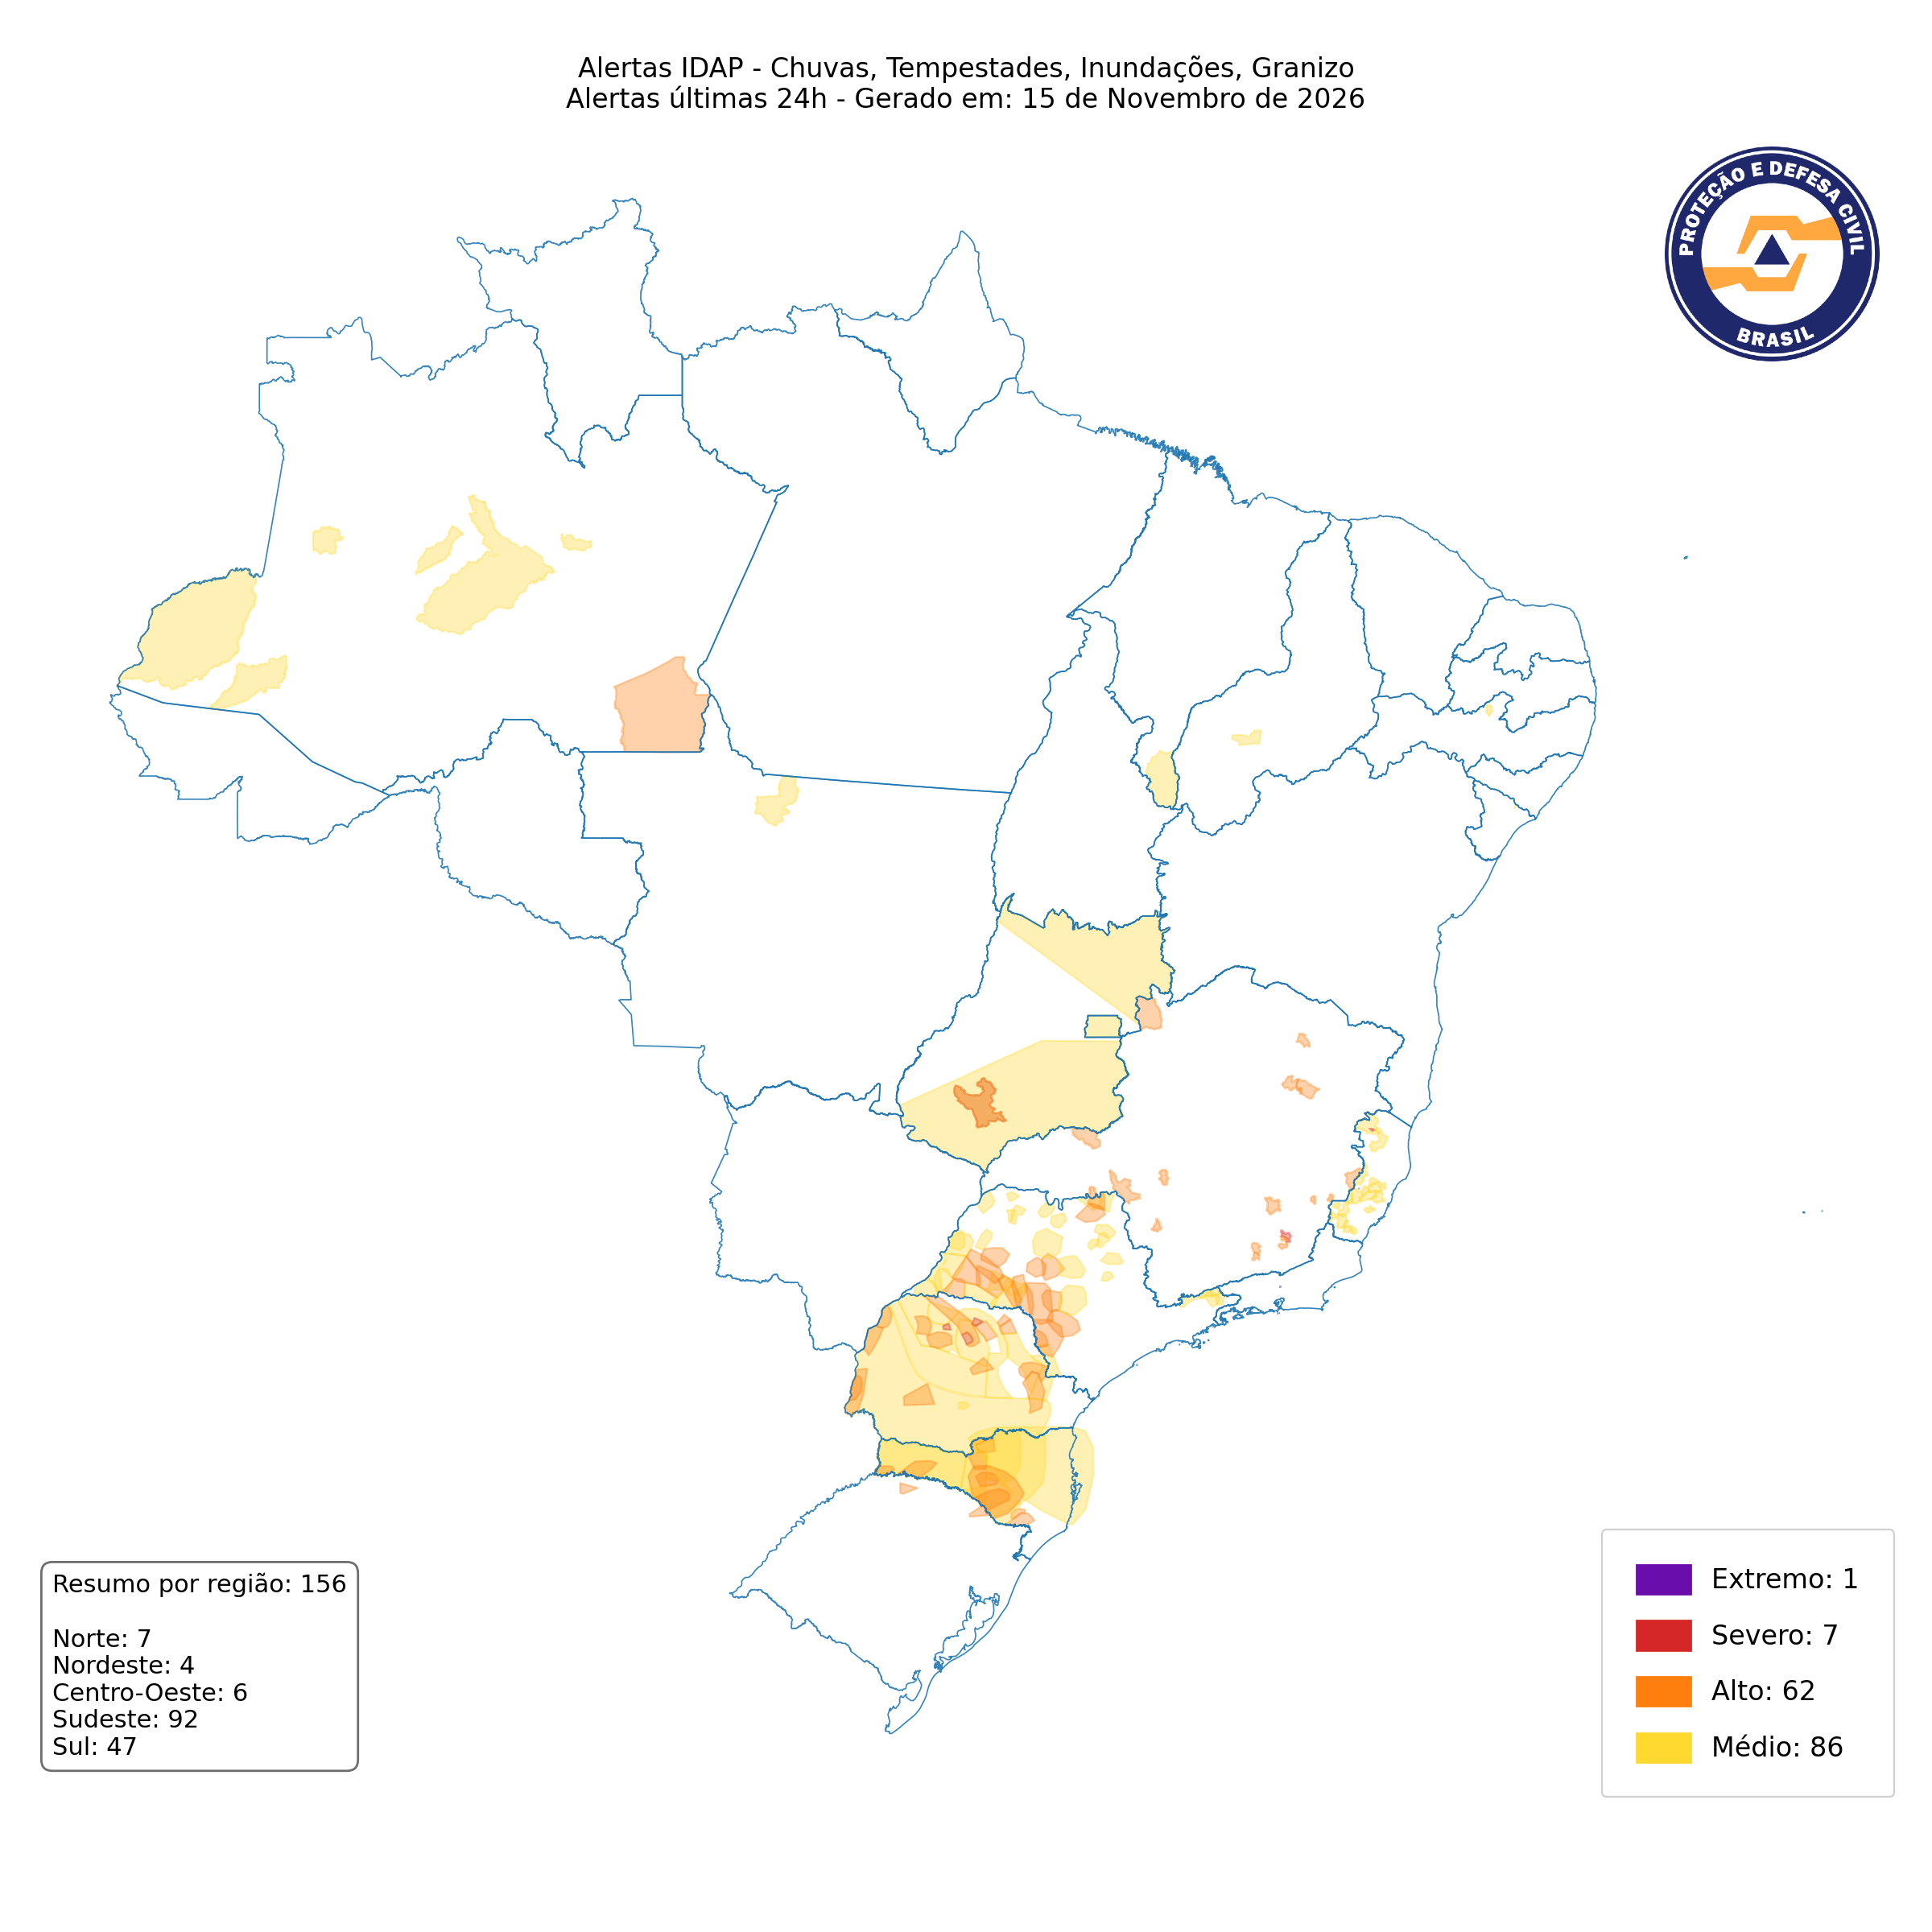 Alertas IDAP - Chuvas, Tempestades, Inundações, Granizo
Alertas últimas 24h - Gerado em: 15 de Novembro de 2026
PROTEÇÃO E DEFESA CIVIL
BRASIL
Resumo por região: 156
Norte: 7
Nordeste: 4
Centro-Oeste: 6
Sudeste: 92
Sul: 47
Extremo: 1
Severo: 7
Alto: 62
Médio: 86